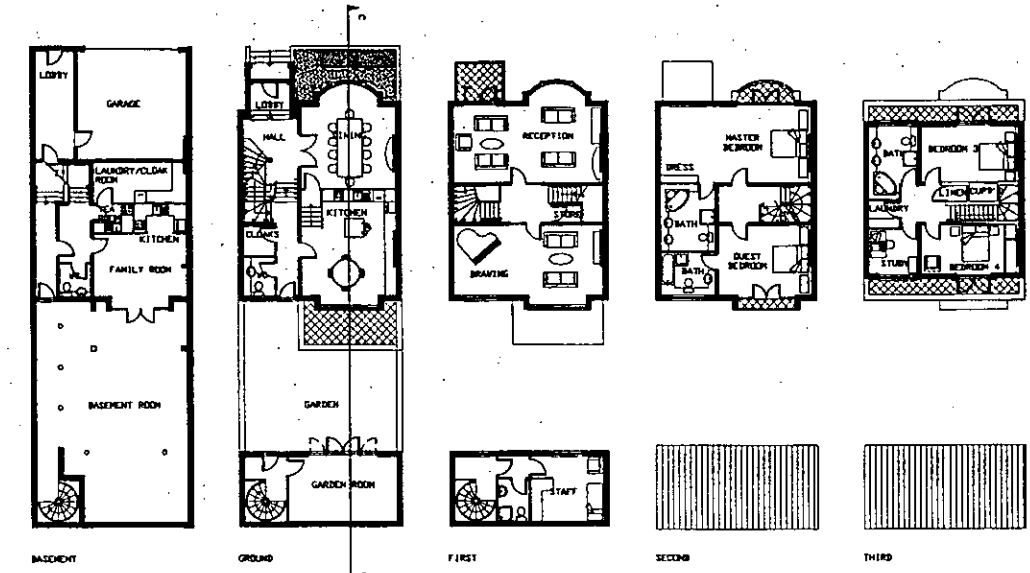 LOBBY
GARAGE
LAUNDRY/CLOAK
ROOM
TEA
KITCHEN
FAMILY ROOM
BASEMENT ROOM
BASEMENT
LOBBY
HALL
DINING
KITCHEN
CLOAKS
GARDEN
GARDEN ROOM
GROUND
RECEPTION
STORE
DRAWING
STAFF
FIRST
MASTER
BEDROOM
DRESS
BATH
BATH
GUEST
BEDROOM
SECOND
BATH
BEDROOM 3
LINEN
CUPD
LAUNDRY
STUDY
BEDROOM 4
THIRD